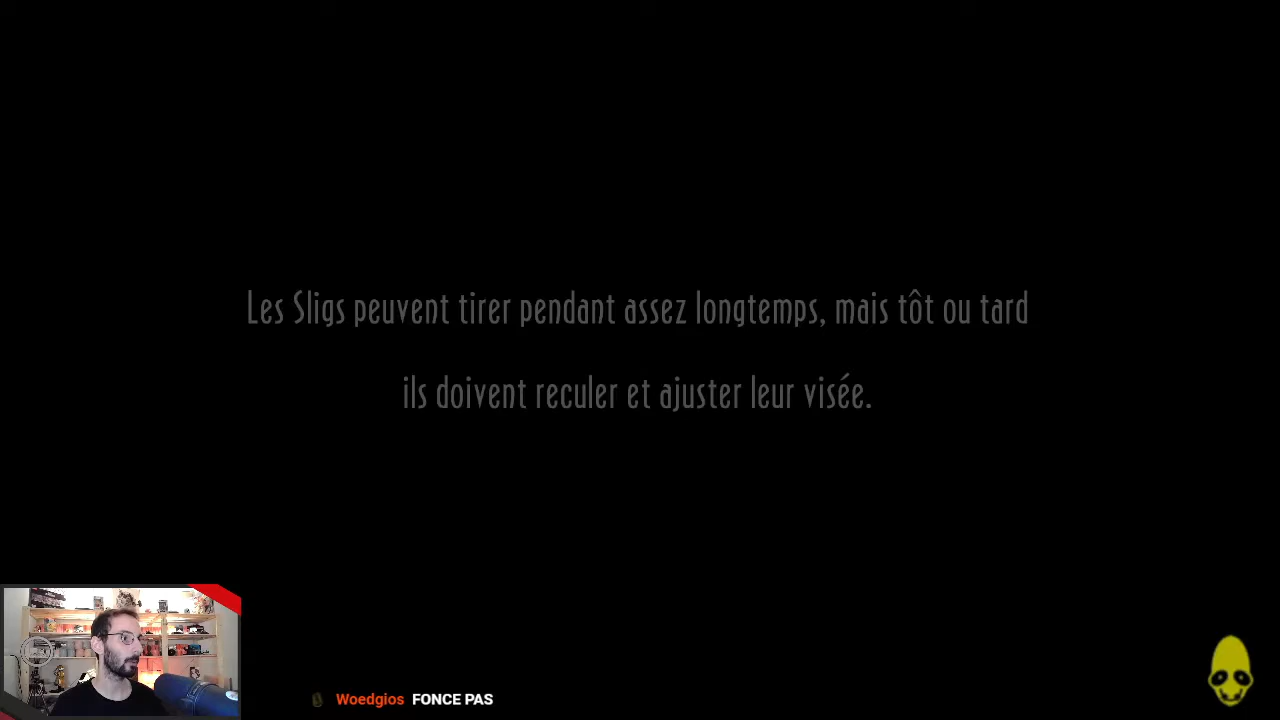 Les Sligs peuvent tirer pendant assez longtemps, mais tôt ou tard
ils doivent reculer et ajuster leur visée.
Woedgios FONCE PAS